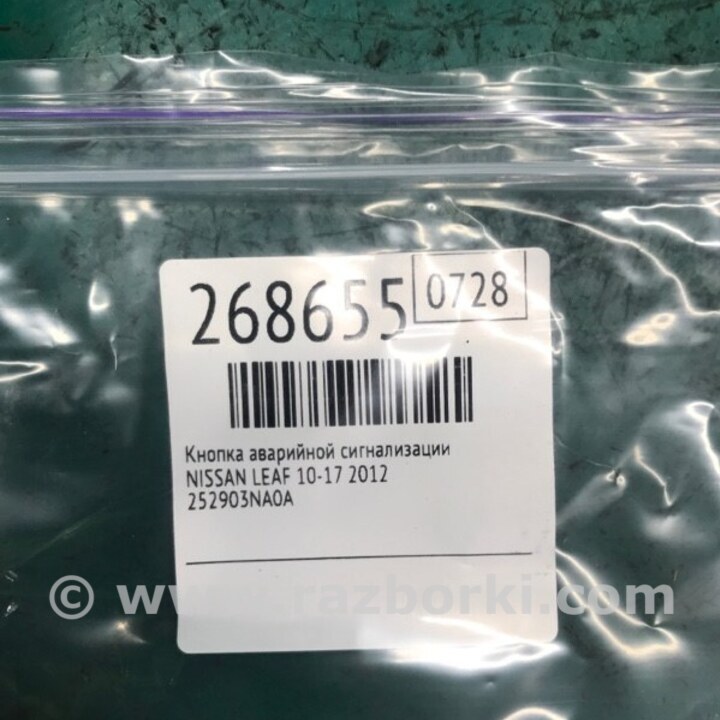 268655 0728
Кнопка аварийной сигнализации
NISSAN LEAF 10-17 2012
252903NA0A
© www.razborki.com